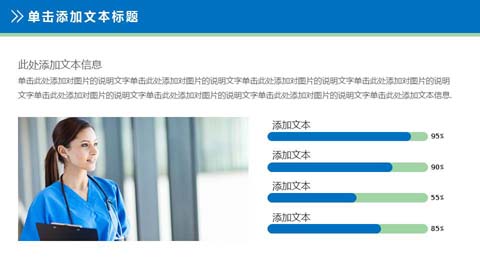 单击添加文本标题
此处添加文本信息
单击此处添加对图片的说明文字单击此处添加对图片的说明文字单击此处添加对图片的说明文字单击此处添加对图片的说明
文字单击此处添加对图片的说明文字单击此处添加对图片的说明文字单击此处添加对图片的说明文字单击此处添加文本信息.
添加文本
95%
添加文本
90%
添加文本
55%
添加文本
85%